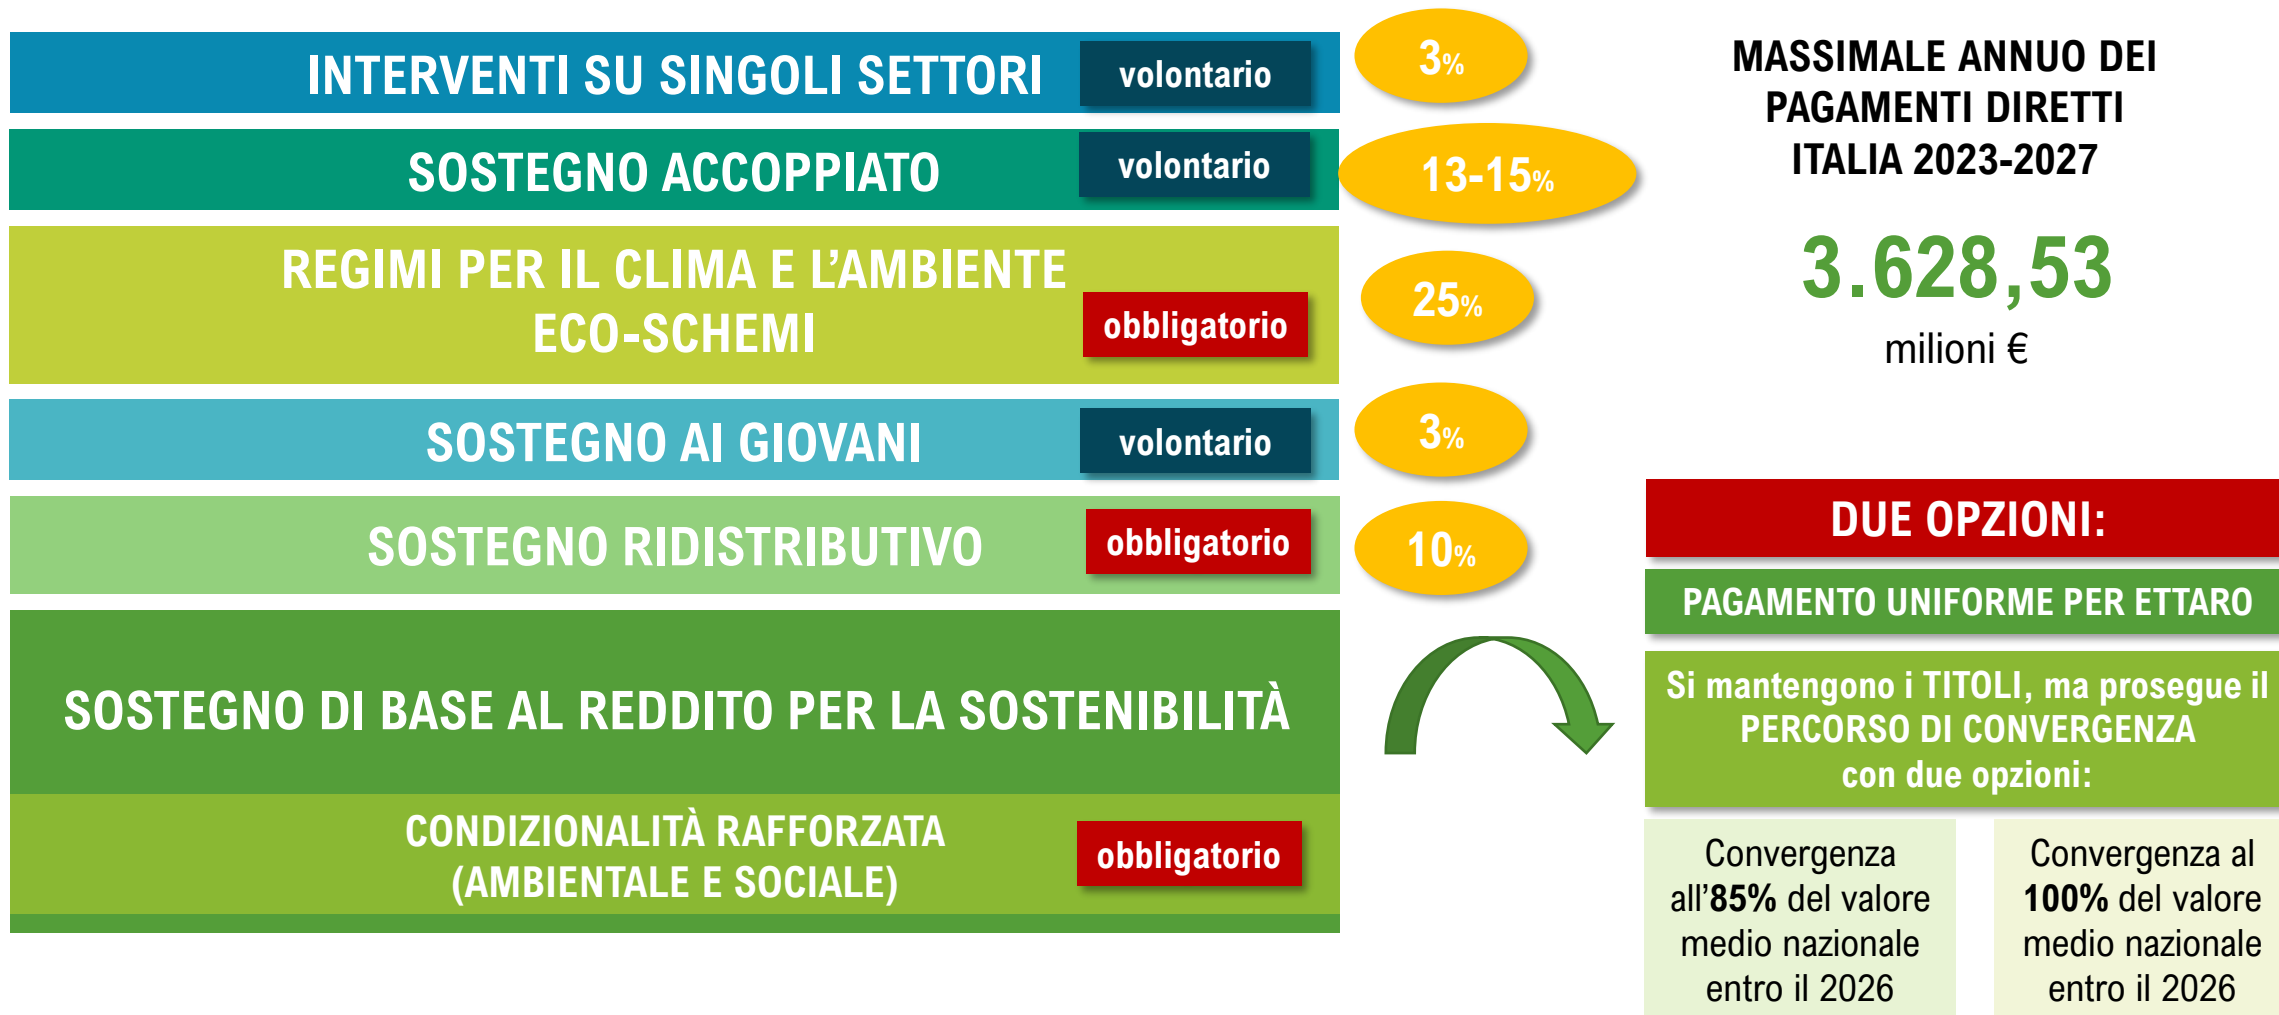 INTERVENTI SU SINGOLI SETTORI
volontario
3%
SOSTEGNO ACCOPPIATO
volontario
13-15%
REGIMI PER IL CLIMA E L’AMBIENTE
ECO-SCHEMI
obbligatorio
25%
SOSTEGNO AI GIOVANI
volontario
3%
SOSTEGNO RIDISTRIBUTIVO
obbligatorio
10%
SOSTEGNO DI BASE AL REDDITO PER LA SOSTENIBILITÀ
CONDIZIONALITÀ RAFFORZATA
(AMBIENTALE E SOCIALE)
obbligatorio
MASSIMALE ANNUO DEI
PAGAMENTI DIRETTI
ITALIA 2023-2027
3.628,53
milioni €
DUE OPZIONI:
PAGAMENTO UNIFORME PER ETTARO
Si mantengono i TITOLI, ma prosegue il
PERCORSO DI CONVERGENZA
con due opzioni:
Convergenza
all’85% del valore
medio nazionale
entro il 2026
Convergenza al
100% del valore
medio nazionale
entro il 2026